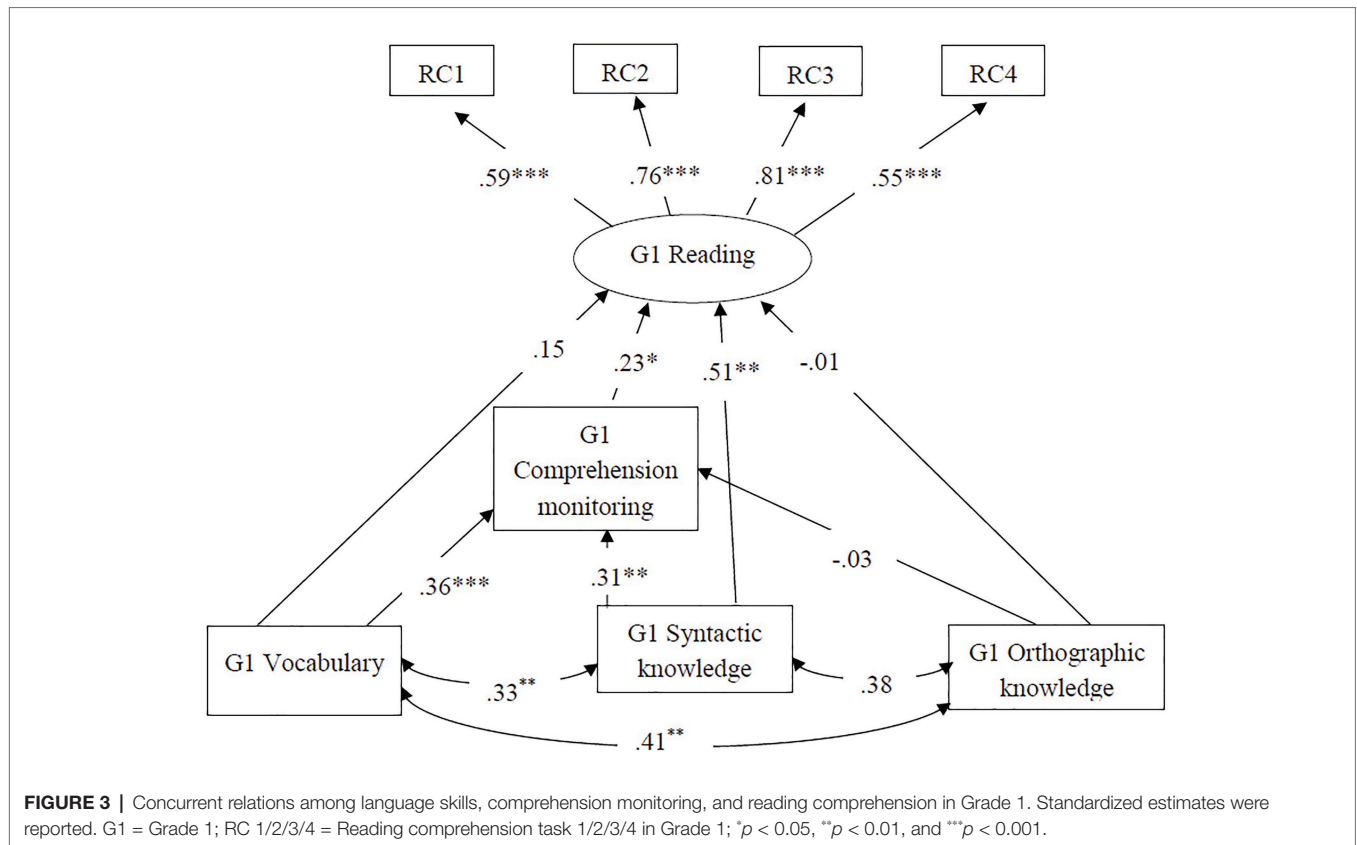 RC1
RC2
RC3
RC4
.59***
.76***
.81***
.55***
G1 Reading
.15
.23*
.51**
-.01
G1
Comprehension
monitoring
.36***
.31**
-.03
G1 Vocabulary
G1 Syntactic
knowledge
G1 Orthographic
knowledge
.33**
.38
.41**
FIGURE 3 | Concurrent relations among language skills, comprehension monitoring, and reading comprehension in Grade 1. Standardized estimates were
reported. G1 = Grade 1; RC 1/2/3/4 = Reading comprehension task 1/2/3/4 in Grade 1; *p < 0.05, **p < 0.01, and ***p < 0.001.